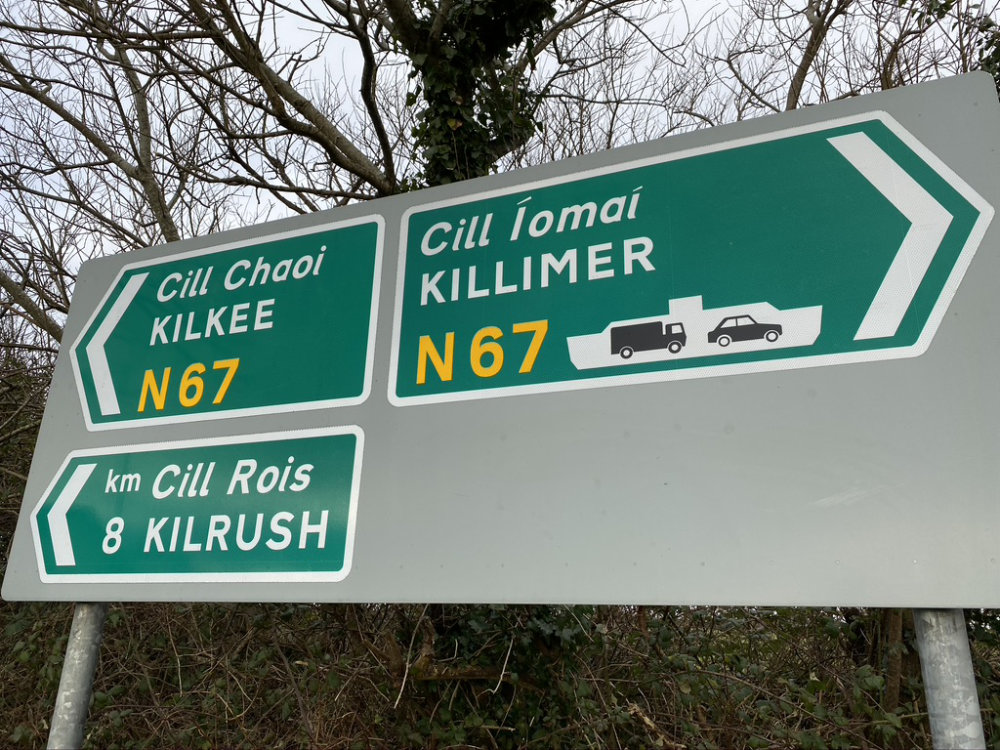 Cill Chaoi
KILKEE
N67
Cill Íomaí
KILLIMER
N67
km Cill Rois
8 KILRUSH